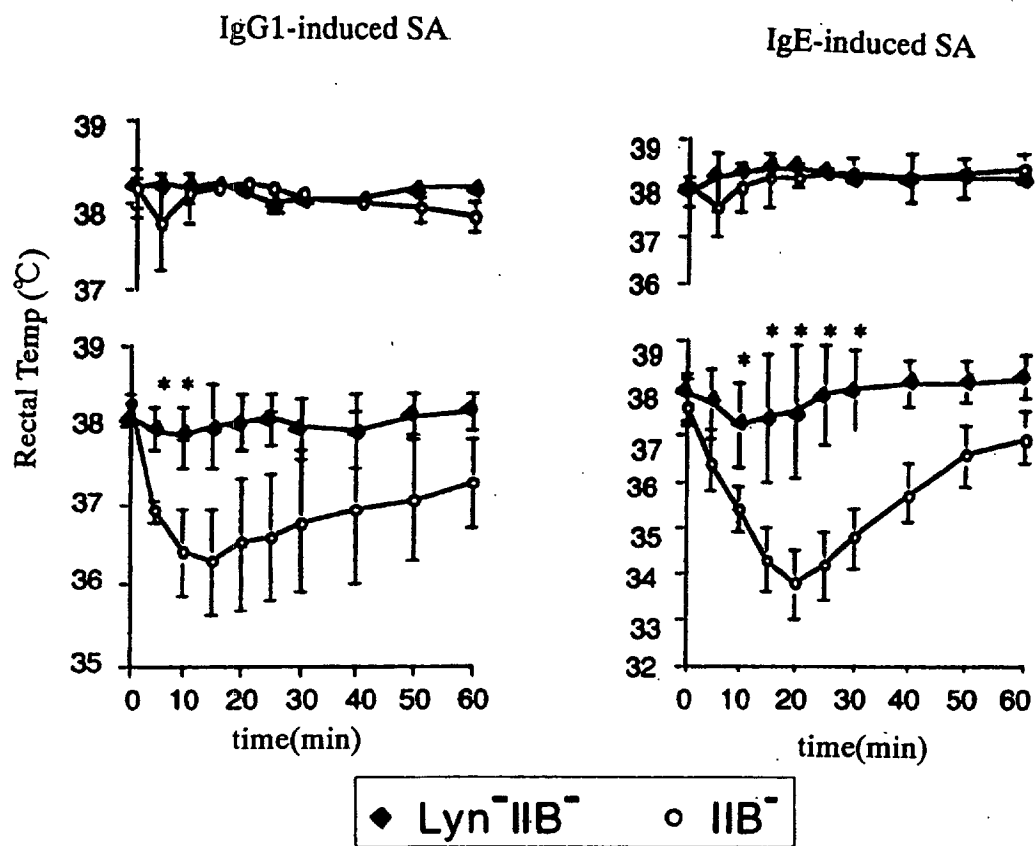 IgG1-induced SA
IgE-induced SA
Rectal Temp (℃)
39
38
37
39
38
37
36
35
0 10 20 30 40 50 60
time(min)
39
38
37
36
* * * * *
39
38
37
36
35
34
33
32
* *
0 10 20 30 40 50 60
time(min)
Lyn⁻IIB⁻
IIB⁻